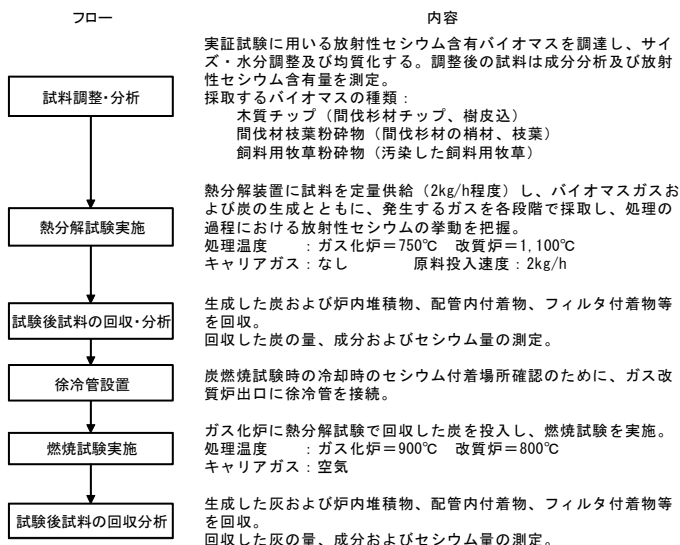 フロー
内容
実証試験に用いる放射性セシウム含有バイオマスを調達し、サイ
ズ・水分調整及び均質化する。調整後の試料は成分分析及び放射
性セシウム含有量を測定。
採取するバイオマスの種類：
木質チップ（間伐杉材チップ、樹皮込）
間伐材枝葉粉砕物（間伐杉材の梢材、枝葉）
飼料用牧草粉砕物（汚染した飼料用牧草）
試料調整・分析
熱分解装置に試料を定量供給（2kg/h程度）し、バイオマスガスお
よび炭の生成とともに、発生するガスを各段階で採取し、処理の
過程における放射性セシウムの挙動を把握。
処理温度　　：ガス化炉＝750℃　改質炉＝1,100℃
キャリアガス：なし　　　原料投入速度：2kg/h
熱分解試験実施
生成した炭および炉内堆積物、配管内付着物、フィルタ付着物等
を回収。
回収した炭の量、成分およびセシウム量の測定。
試験後試料の回収・分析
炭燃焼試験時の冷却時のセシウム付着場所確認のために、ガス改
質炉出口に徐冷管を接続。
徐冷管設置
ガス化炉に熱分解試験で回収した炭を投入し、燃焼試験を実施。
処理温度　　：ガス化炉＝900℃　改質炉＝800℃
キャリアガス：空気
燃焼試験実施
生成した灰および炉内堆積物、配管内付着物、フィルタ付着物等
を回収。
回収した灰の量、成分およびセシウム量の測定。
試験後試料の回収分析